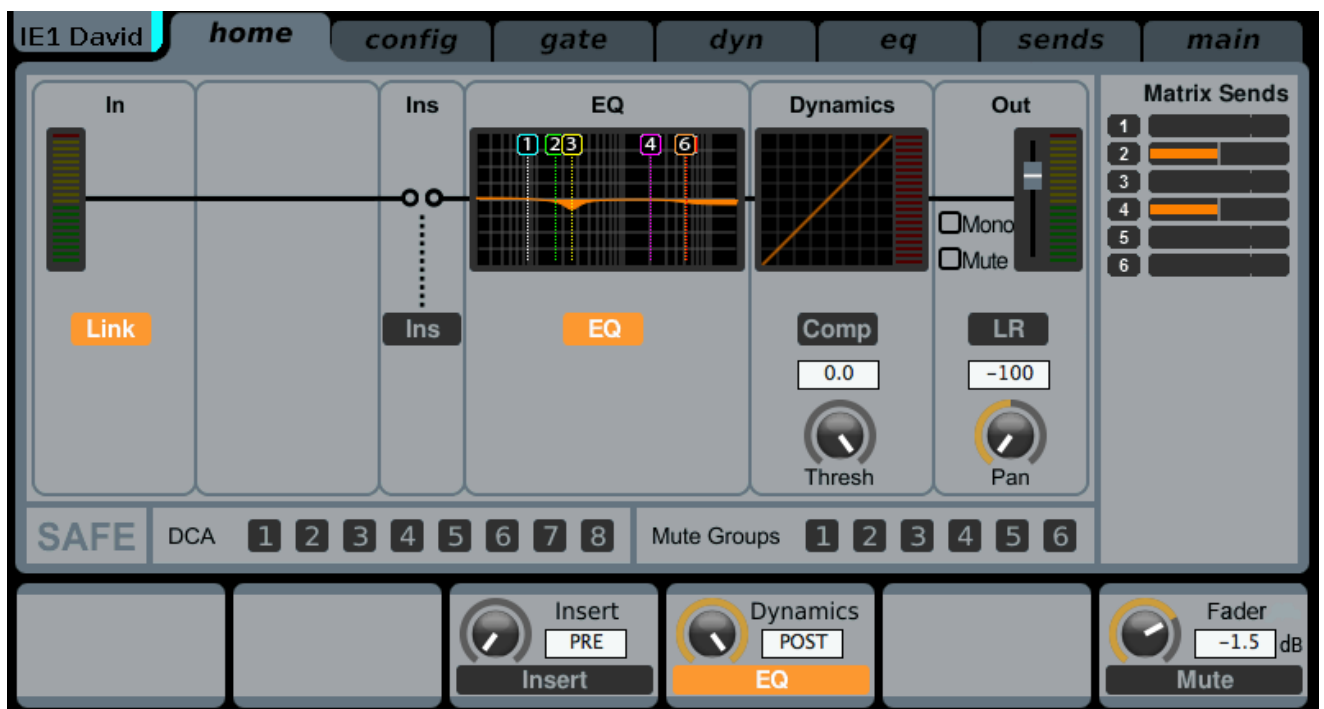 IE1 David home config gate dyn eq sends main
In Ins EQ Dynamics Out Matrix Sends
1
1 2 3 4 6
2
3
4
Mono
5
Mute
6
Link Ins EQ Comp LR
0.0 -100
Thresh Pan
SAFE DCA 1 2 3 4 5 6 7 8 Mute Groups 1 2 3 4 5 6
Insert Dynamics Fader
PRE POST -1.5 dB
Insert EQ Mute